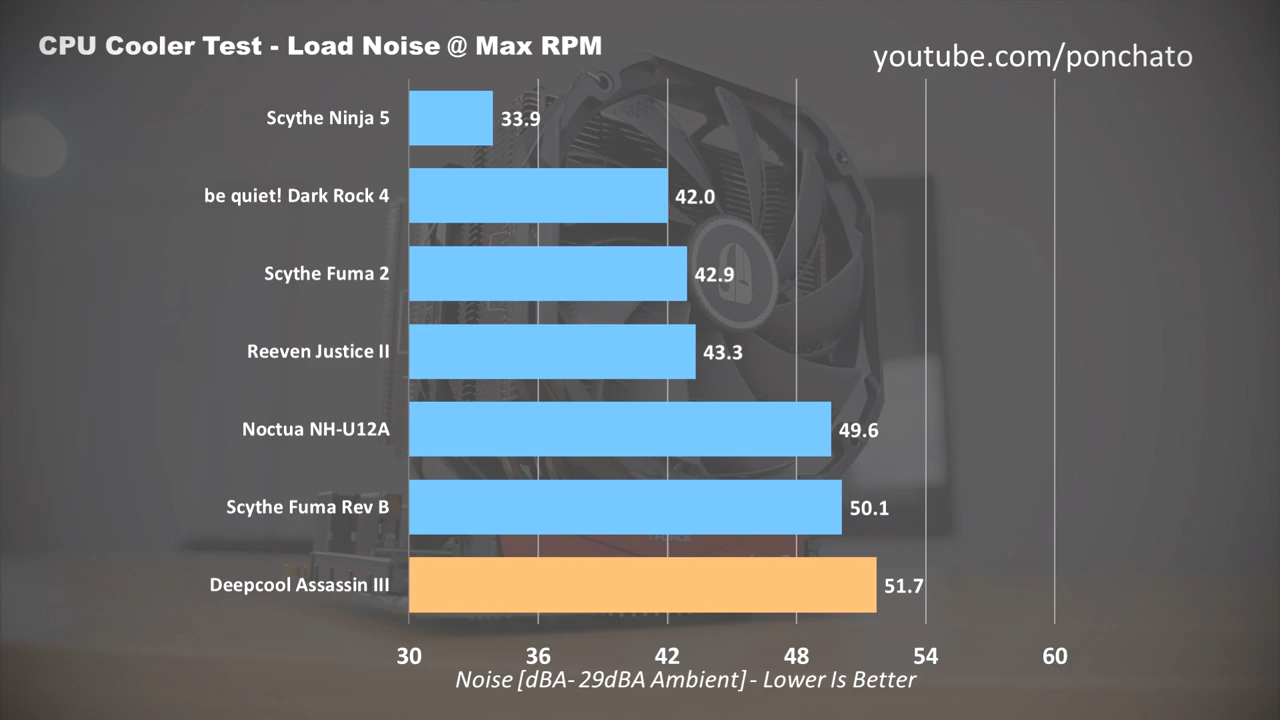 CPU Cooler Test - Load Noise @ Max RPM
youtube.com/ponchato
Scythe Ninja 5 33.9
be quiet! Dark Rock 4 42.0
Scythe Fuma 2 42.9
Reeven Justice II 43.3
Noctua NH-U12A 49.6
Scythe Fuma Rev B 50.1
Deepcool Assassin III 51.7
30 36 42 48 54 60
Noise [dBA- 29dBA Ambient] - Lower Is Better